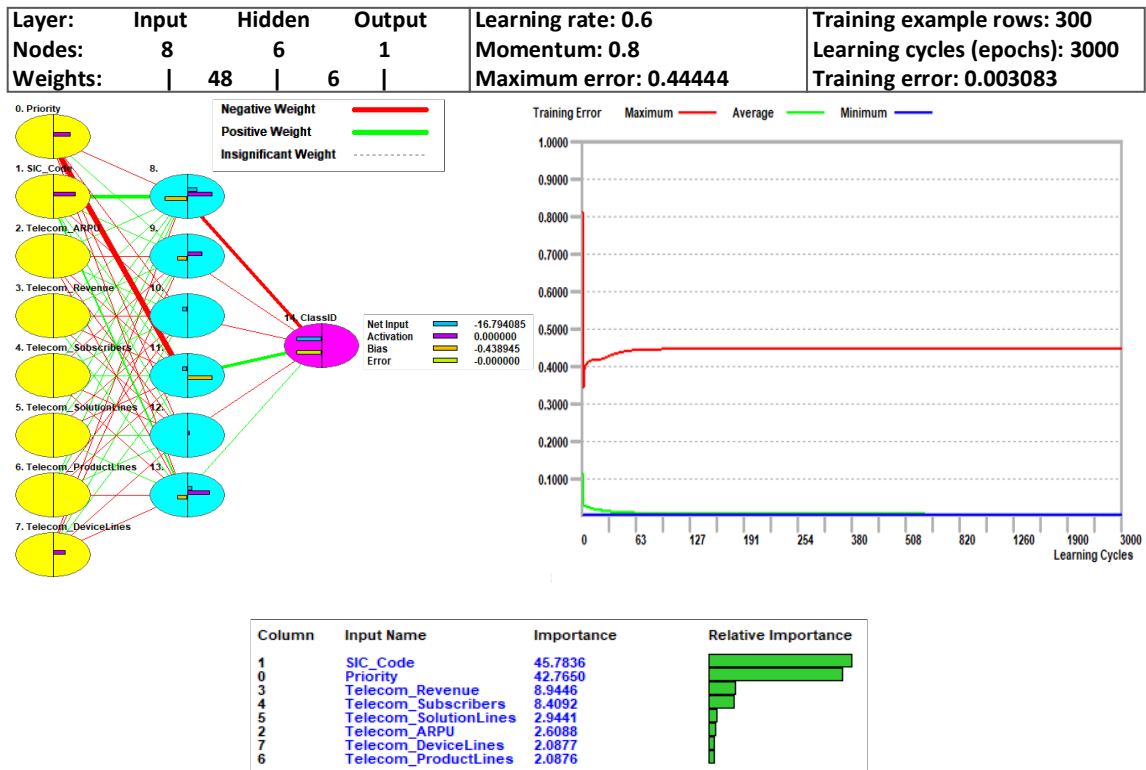 Layer: Input Hidden Output
Nodes: 8 6 1
Weights: | 48 | 6 |
Learning rate: 0.6
Momentum: 0.8
Maximum error: 0.44444
Training example rows: 300
Learning cycles (epochs): 3000
Training error: 0.003083
0. Priority
1. SIC_Code
2. Telecom_ARPU
3. Telecom_Revenue
4. Telecom_Subscribers
5. Telecom_SolutionLines
6. Telecom_ProductLines
7. Telecom_DeviceLines
Negative Weight
Positive Weight
Insignificant Weight
8.
9.
10.
11.
12.
13.
14. ClassID
Net Input -16.794085
Activation 0.000000
Bias -0.438945
Error -0.000000
Training Error Maximum Average Minimum
1.0000
0.9000
0.8000
0.7000
0.6000
0.5000
0.4000
0.3000
0.2000
0.1000
0 63 127 191 254 380 508 820 1260 1900 3000
Learning Cycles
Column Input Name Importance Relative Importance
1 SIC_Code 45.7836
0 Priority 42.7650
3 Telecom_Revenue 8.9446
4 Telecom_Subscribers 8.4092
5 Telecom_SolutionLines 2.9441
2 Telecom_ARPU 2.6088
7 Telecom_DeviceLines 2.0877
6 Telecom_ProductLines 2.0876